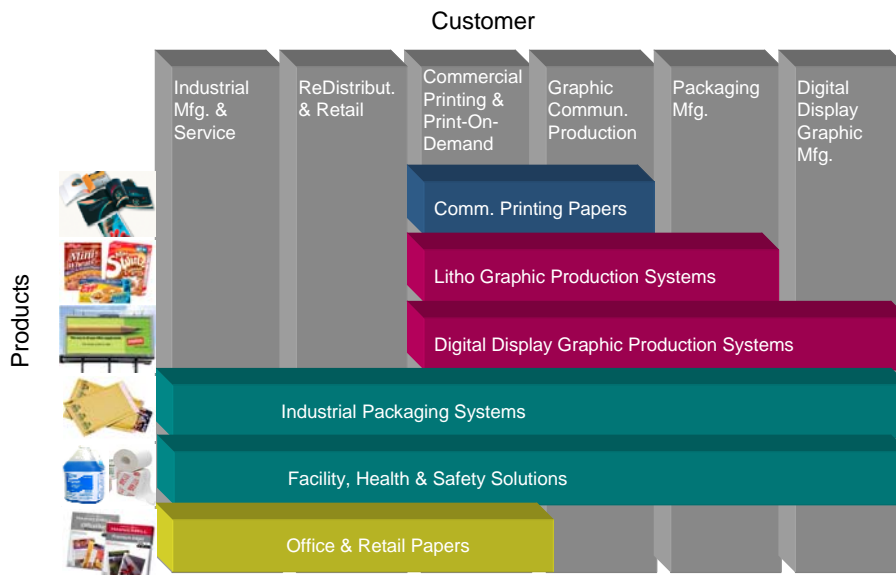 Customer
Industrial
Mfg. &
Service
ReDistribut.
& Retail
Commercial
Printing &
Print-On-
Demand
Graphic
Commun.
Production
Packaging
Mfg.
Digital
Display
Graphic
Mfg.
Products
Comm. Printing Papers
Litho Graphic Production Systems
Digital Display Graphic Production Systems
Industrial Packaging Systems
Facility, Health & Safety Solutions
Office & Retail Papers
Mini